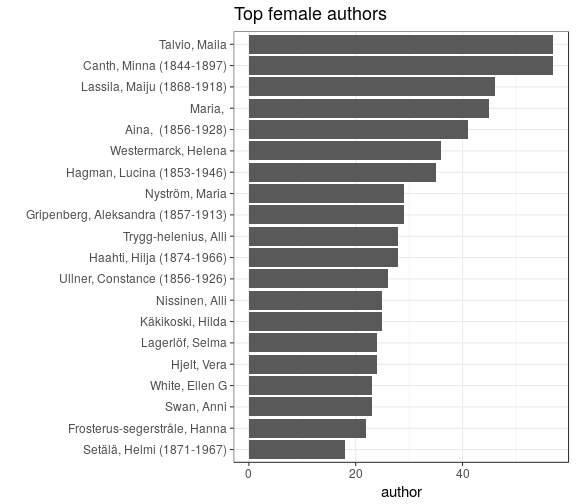 Top female authors
Talvio, Maila
Canth, Minna (1844-1897)
Lassila, Maiju (1868-1918)
Maria,
Aina,  (1856-1928)
Westermarck, Helena
Hagman, Lucina (1853-1946)
Nyström, Maria
Gripenberg, Aleksandra (1857-1913)
Trygg-helenius, Alli
Haahti, Hilja (1874-1966)
Ullner, Constance (1856-1926)
Nissinen, Alli
Käkikoski, Hilda
Lagerlöf, Selma
Hjelt, Vera
White, Ellen G
Swan, Anni
Frosterus-segerstråle, Hanna
Setälä, Helmi (1871-1967)
0 20 40
author